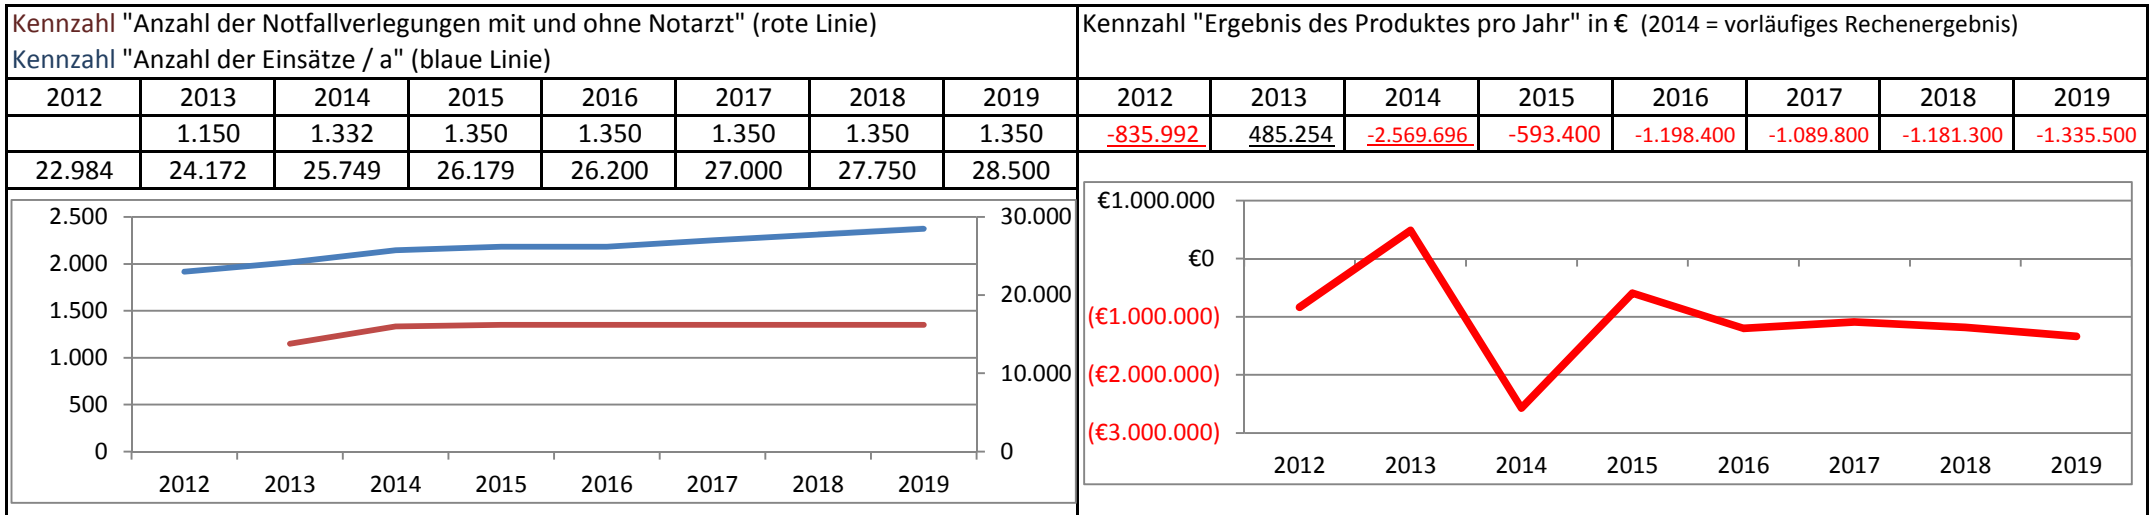 Kennzahl "Anzahl der Notfallverlegungen mit und ohne Notarzt" (rote Linie)
Kennzahl "Anzahl der Einsätze / a" (blaue Linie)
2012 2013 2014 2015 2016 2017 2018 2019
1.150 1.332 1.350 1.350 1.350 1.350 1.350
22.984 24.172 25.749 26.179 26.200 27.000 27.750 28.500
2.500
2.000
1.500
1.000
500
0
30.000
20.000
10.000
0
2012 2013 2014 2015 2016 2017 2018 2019
Kennzahl "Ergebnis des Produktes pro Jahr" in € (2014 = vorläufiges Rechenergebnis)
2012 2013 2014 2015 2016 2017 2018 2019
-835.992 485.254 -2.569.696 -593.400 -1.198.400 -1.089.800 -1.181.300 -1.335.500
€1.000.000
€0
(€1.000.000)
(€2.000.000)
(€3.000.000)
2012 2013 2014 2015 2016 2017 2018 2019